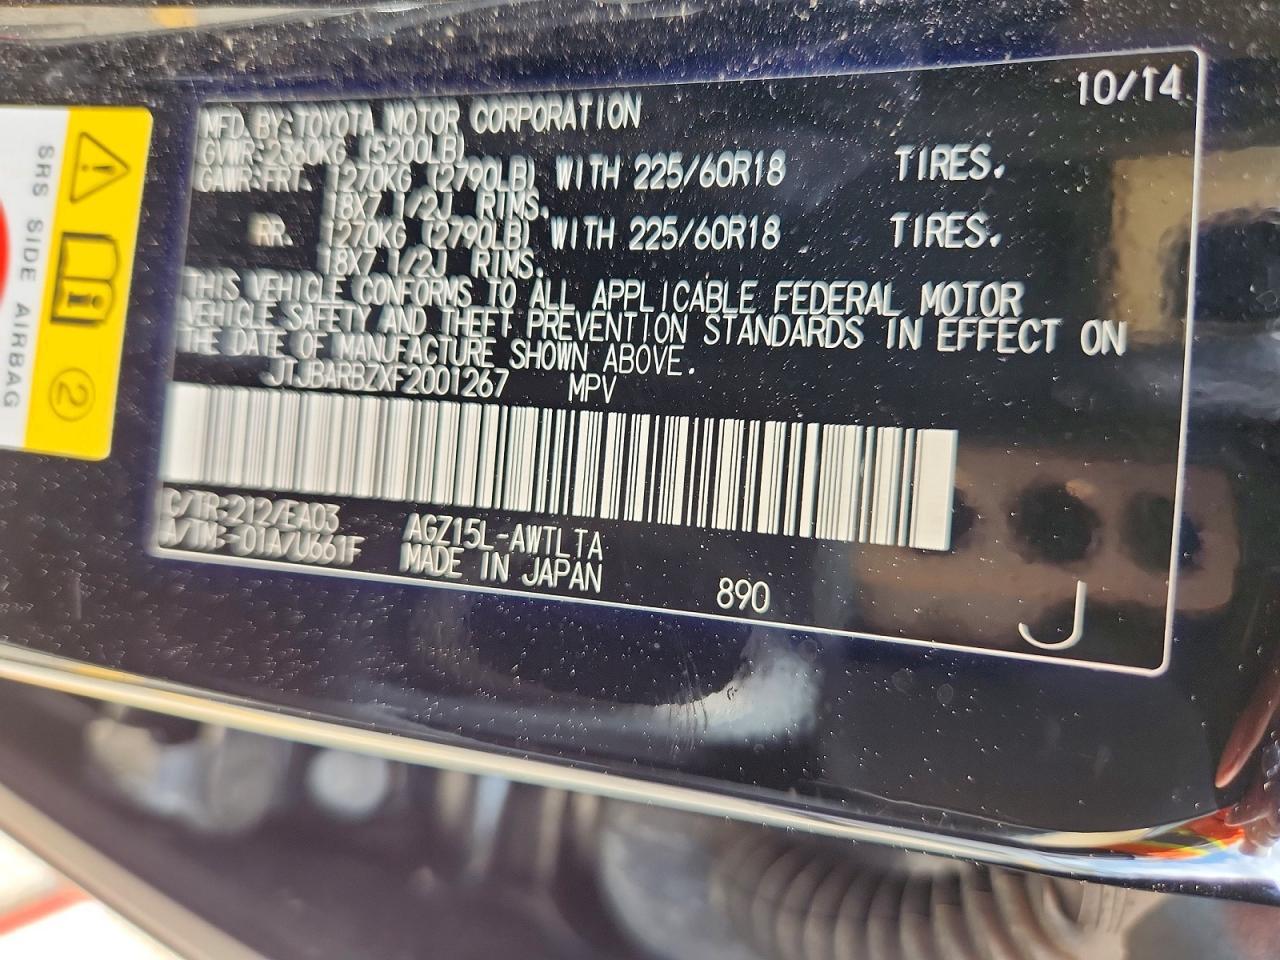 10/14
MFD. BY: TOYOTA MOTOR CORPORATION
GVWR: 2360KG (5200LB)
GAWR: FRT. 1270KG (2790LB) WITH 225/60R18 TIRES.
18X7 1/2J RIMS.
RR. 1270KG (2790LB) WITH 225/60R18 TIRES.
18X7 1/2J RIMS.
THIS VEHICLE CONFORMS TO ALL APPLICABLE FEDERAL MOTOR
VEHICLE SAFETY AND THEFT PREVENTION STANDARDS IN EFFECT ON
THE DATE OF MANUFACTURE SHOWN ABOVE.
JTJBARBZXF2001267 MPV
C/TR:212/EA03 AGZ15L-AWTLTA
A/TM:-01A/U661F MADE IN JAPAN
890
J
SRS SIDE AIRBAG
2